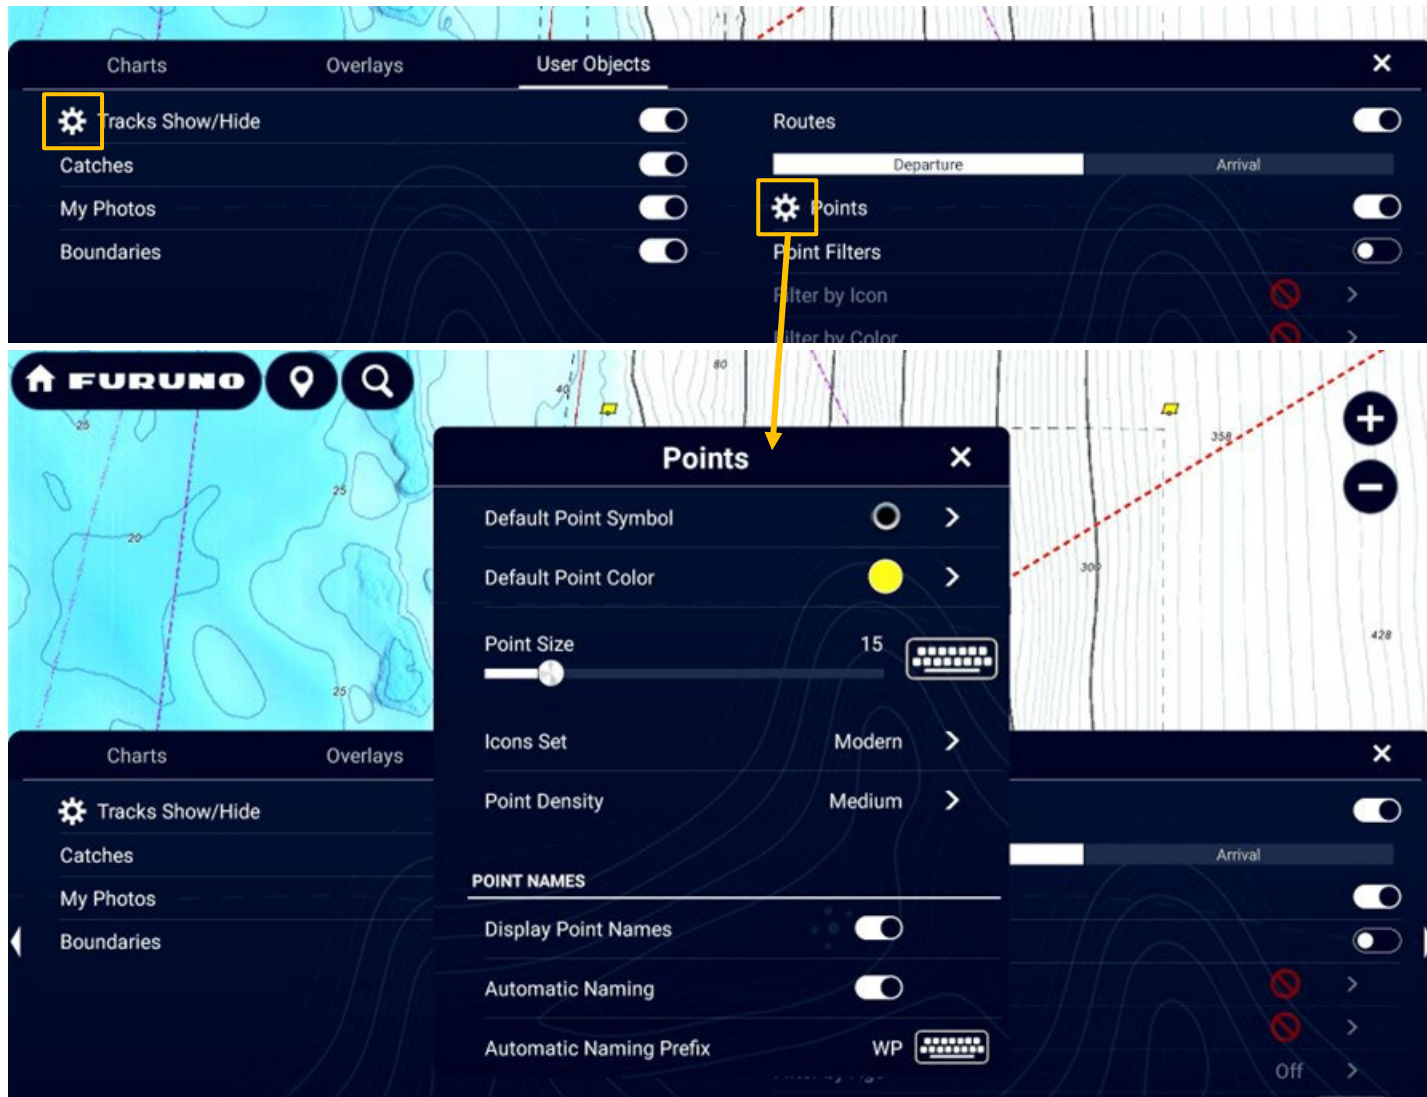 Charts Overlays User Objects
Tracks Show/Hide
Routes
Catches
Departure Arrival
My Photos
Points
Boundaries
Point Filters
Filter by Icon
Filter by Color
FURUNO
80
40
25
358
25
20
300
428
25
Points
Default Point Symbol
Default Point Color
Point Size 15
Charts Overlays
Icons Set Modern
Tracks Show/Hide
Point Density Medium
Catches
Arrival
POINT NAMES
My Photos
Display Point Names
Boundaries
Automatic Naming
Automatic Naming Prefix WP
Off